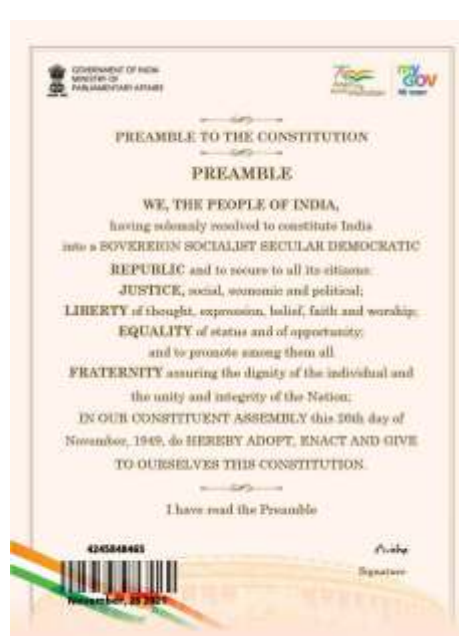 GOVERNMENT OF INDIA
MINISTRY OF
PARLIAMENTARY AFFAIRS
my
GOV
PREAMBLE TO THE CONSTITUTION
PREAMBLE
WE, THE PEOPLE OF INDIA,
having solemnly resolved to constitute India
into a SOVEREIGN SOCIALIST SECULAR DEMOCRATIC
REPUBLIC and to secure to all its citizens:
JUSTICE, social, economic and political;
LIBERTY of thought, expression, belief, faith and worship;
EQUALITY of status and of opportunity;
and to promote among them all
FRATERNITY assuring the dignity of the individual and
the unity and integrity of the Nation;
IN OUR CONSTITUENT ASSEMBLY this 26th day of
November, 1949, do HEREBY ADOPT, ENACT AND GIVE
TO OURSELVES THIS CONSTITUTION.
I have read the Preamble
4245848465
November,
Signature